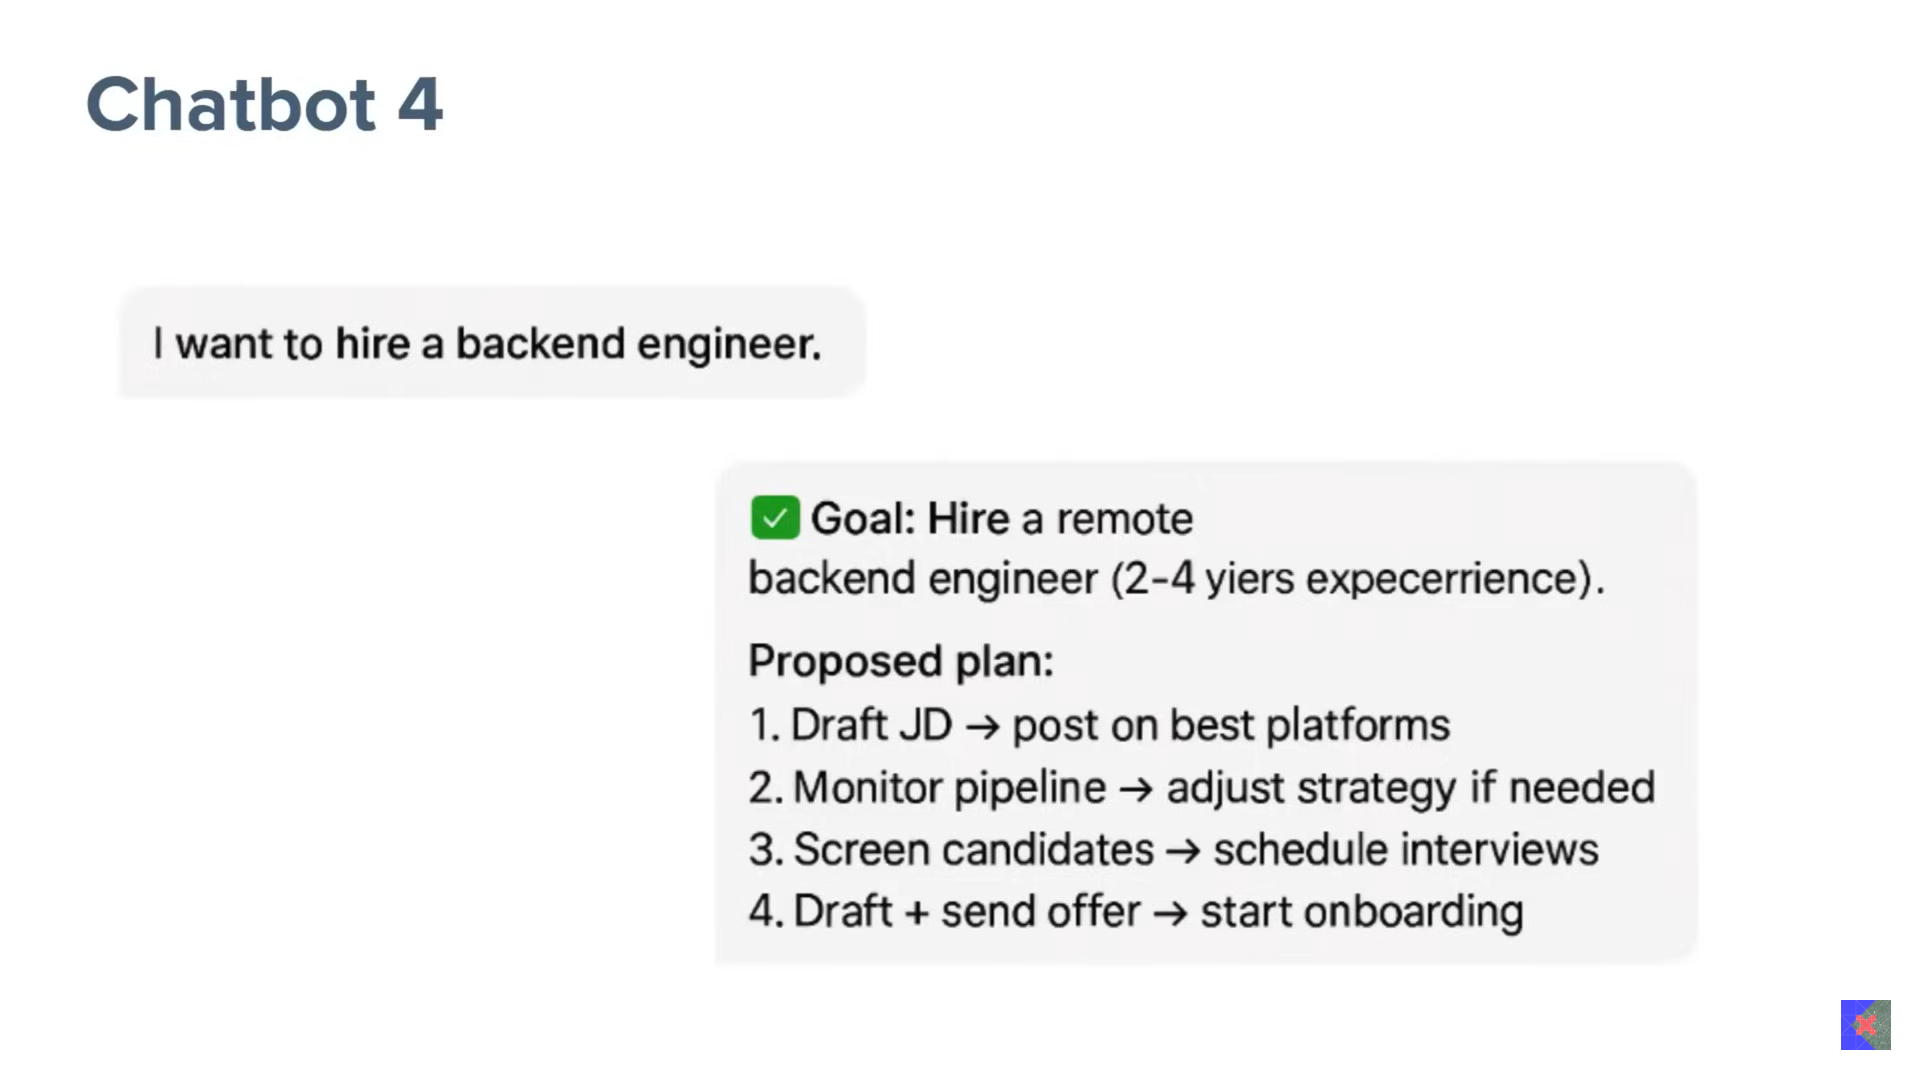 Chatbot 4
I want to hire a backend engineer.
✅ Goal: Hire a remote
backend engineer (2-4 yiers expecerrience).
Proposed plan:
1. Draft JD → post on best platforms
2. Monitor pipeline → adjust strategy if needed
3. Screen candidates → schedule interviews
4. Draft + send offer → start onboarding